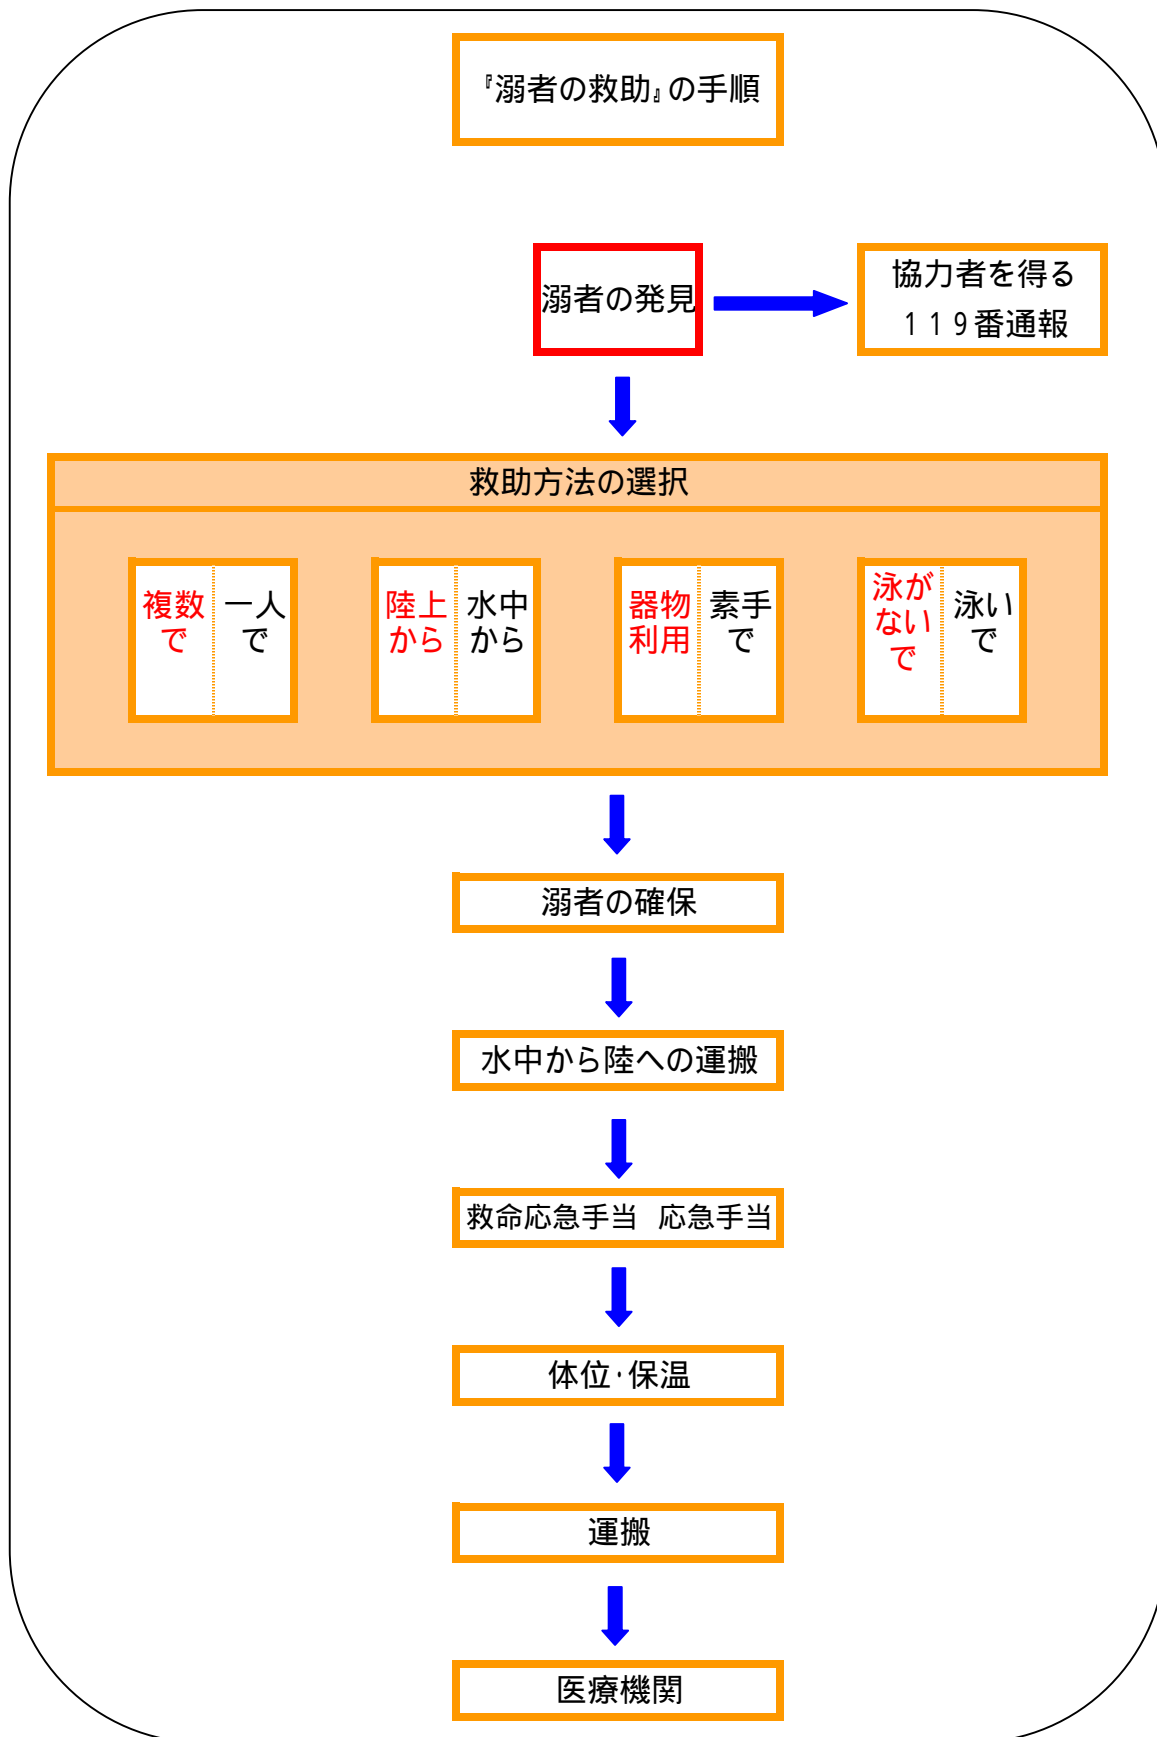 『溺者の救助』の手順
溺者の発見
協力者を得る
119番通報
救助方法の選択
複数
で
一人
で
陸上
から
水中
から
器物
利用
素手
で
泳が
ない
で
泳い
で
溺者の確保
水中から陸への運搬
救命応急手当 応急手当
体位・保温
運搬
医療機関